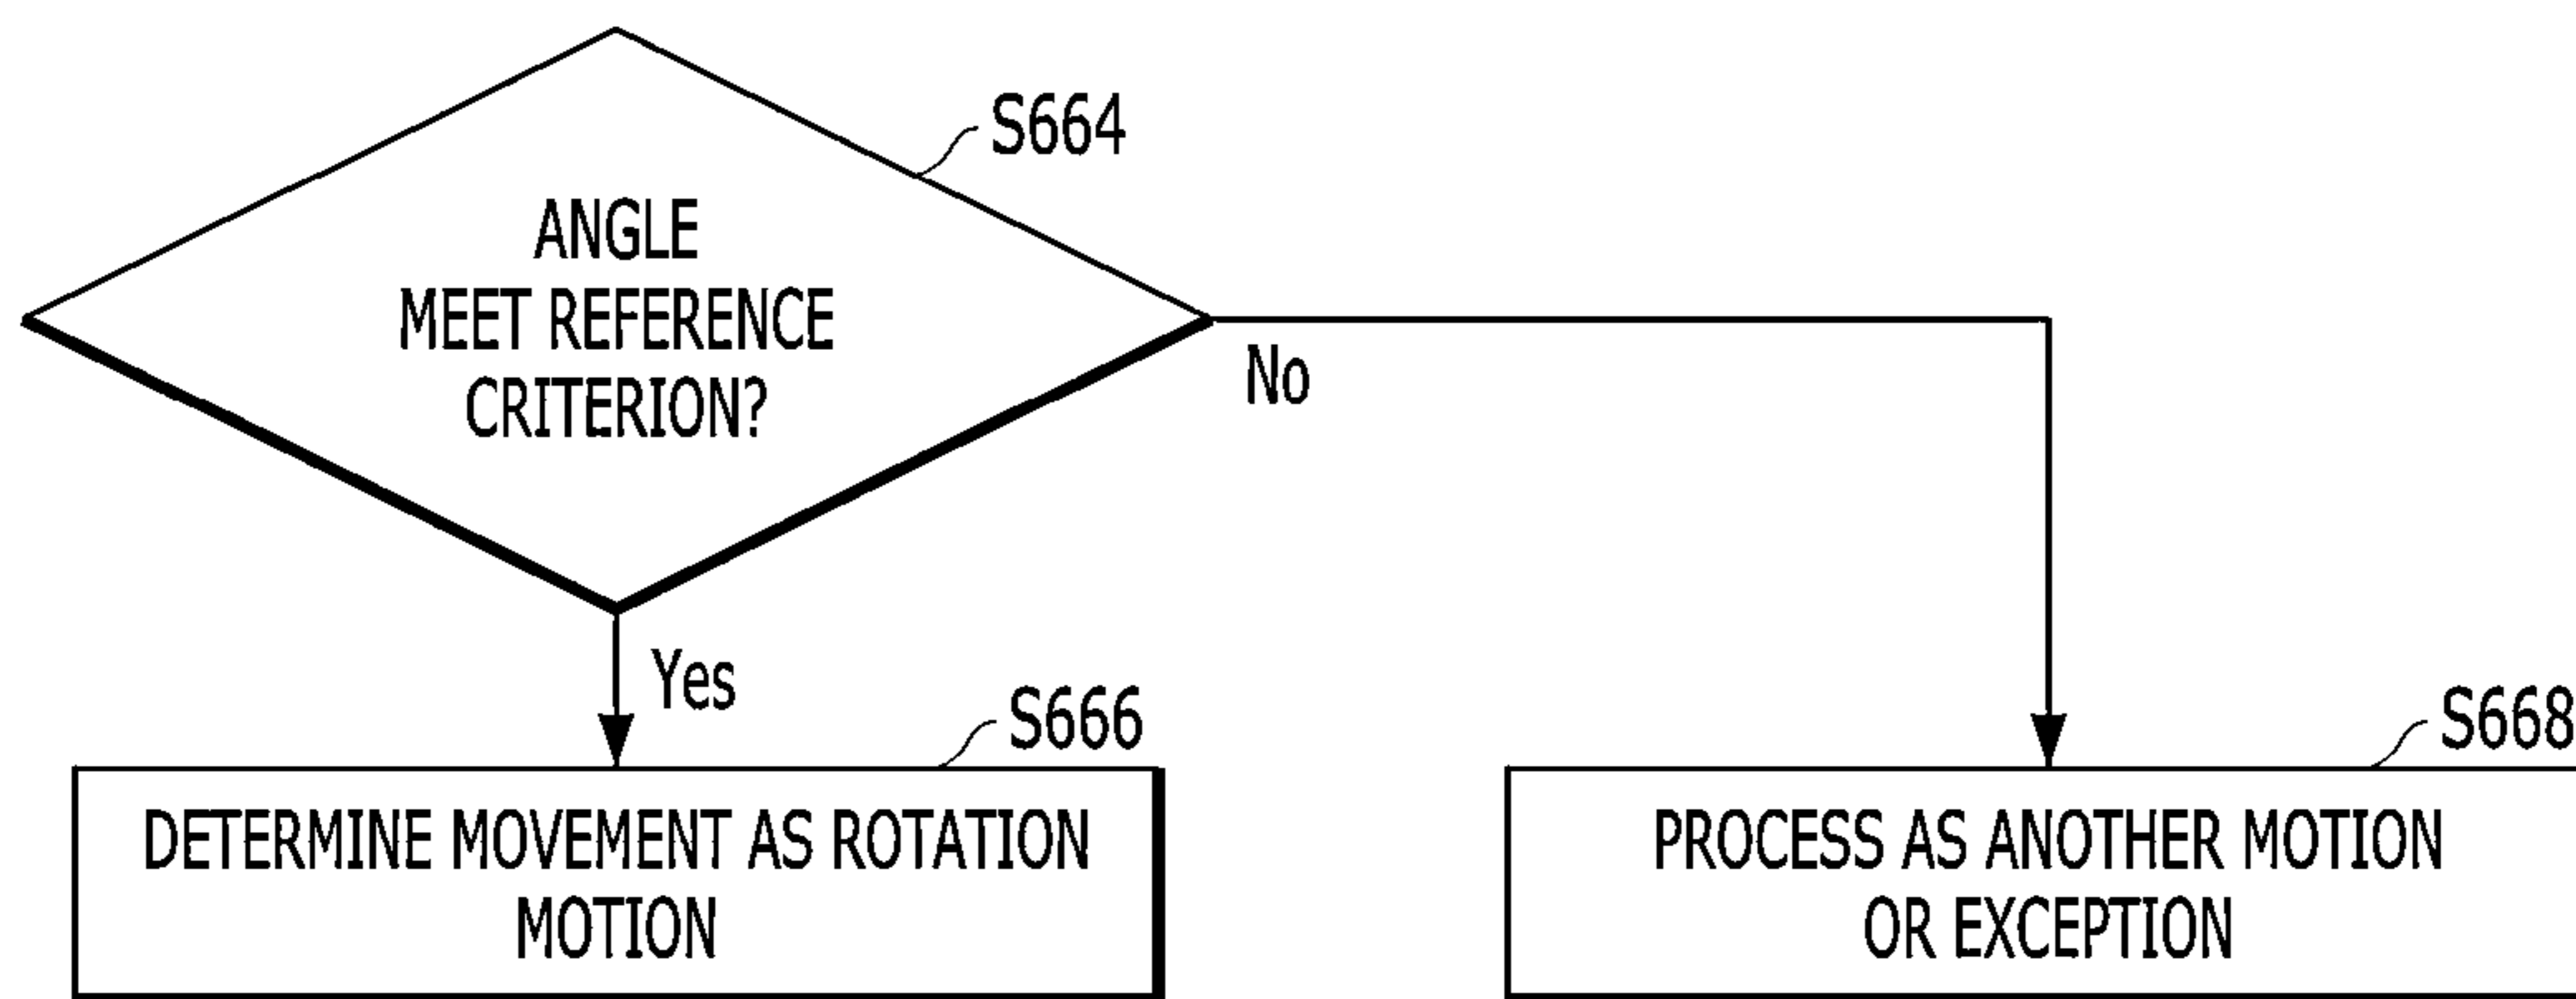 S664
ANGLE
MEET REFERENCE
CRITERION?
No
Yes
S666
S668
DETERMINE MOVEMENT AS ROTATION
MOTION
PROCESS AS ANOTHER MOTION
OR EXCEPTION